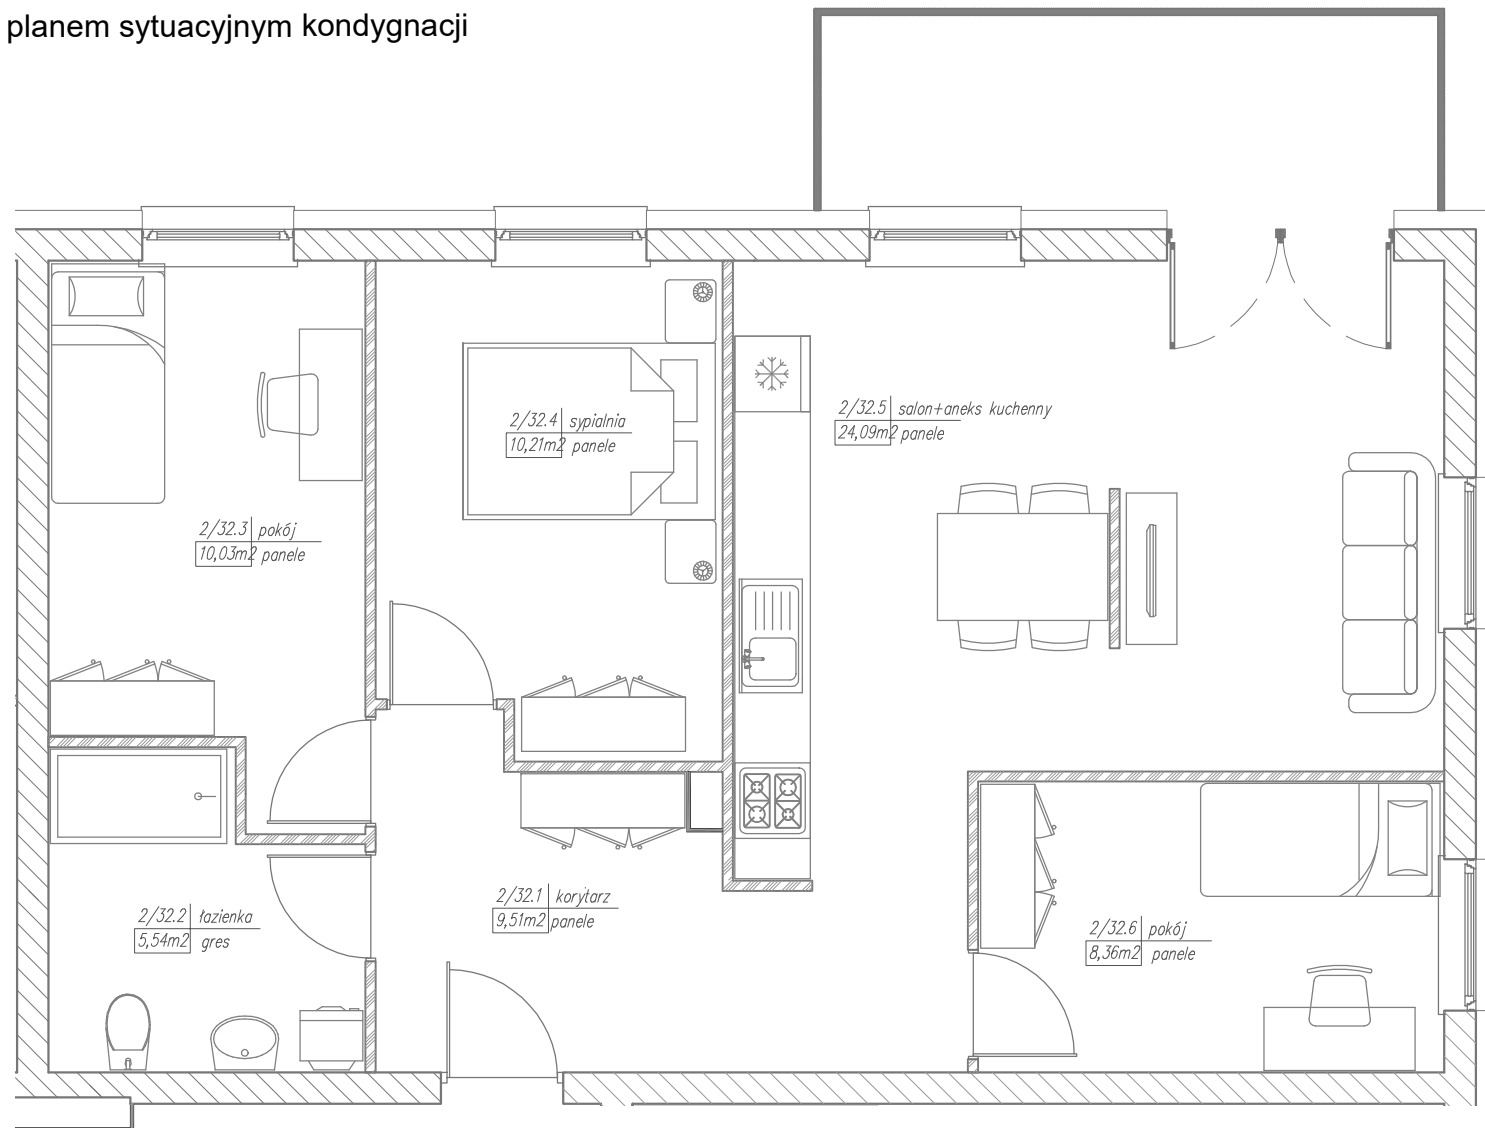 planem sytuacyjnym kondygnacji
2/32.4 sypialnia
10,21m2 panele
2/32.5 salon+aneks kuchenny
24,09m2 panele
2/32.3 pokój
10,03m2 panele
2/32.1 korytarz
9,51m2 panele
2/32.2 łazienka
5,54m2 gres
2/32.6 pokój
8,36m2 panele